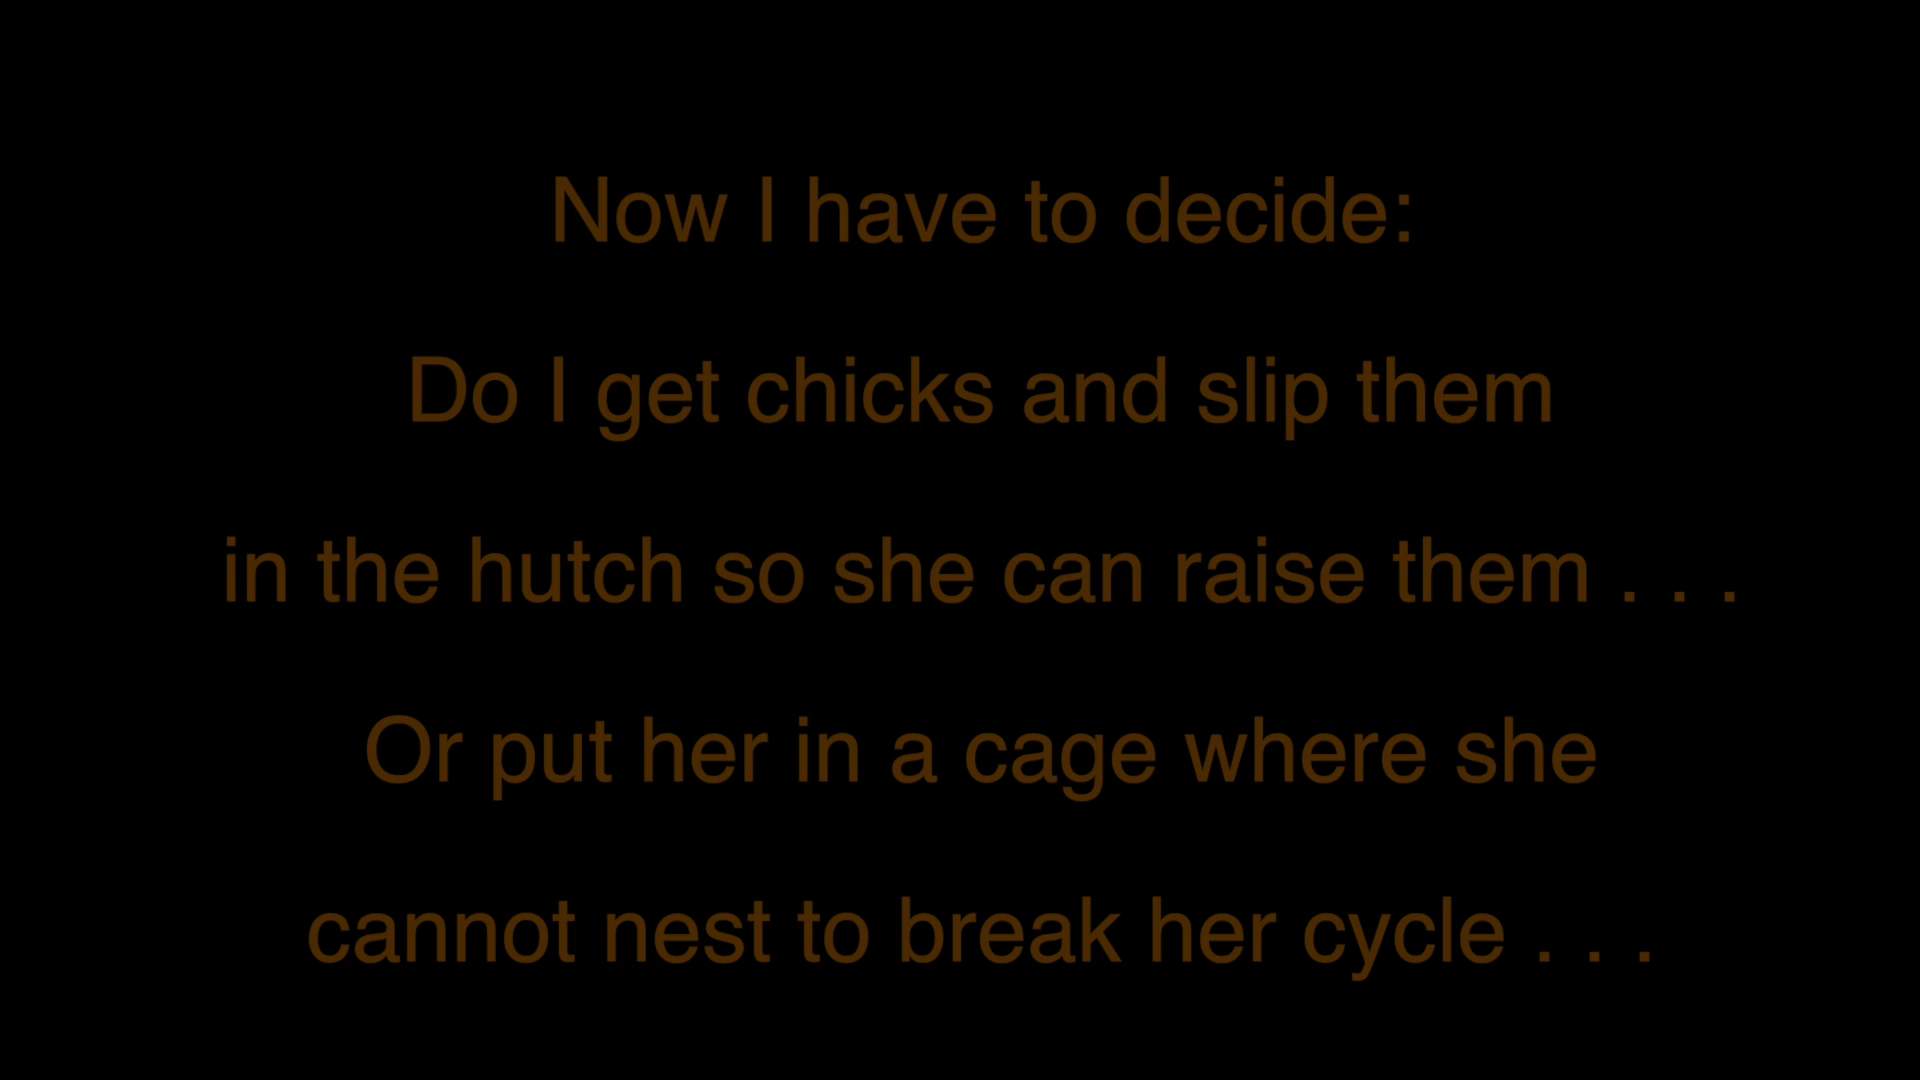 Now I have to decide:
Do I get chicks and slip them
in the hutch so she can raise them . . .
Or put her in a cage where she
cannot nest to break her cycle . . .